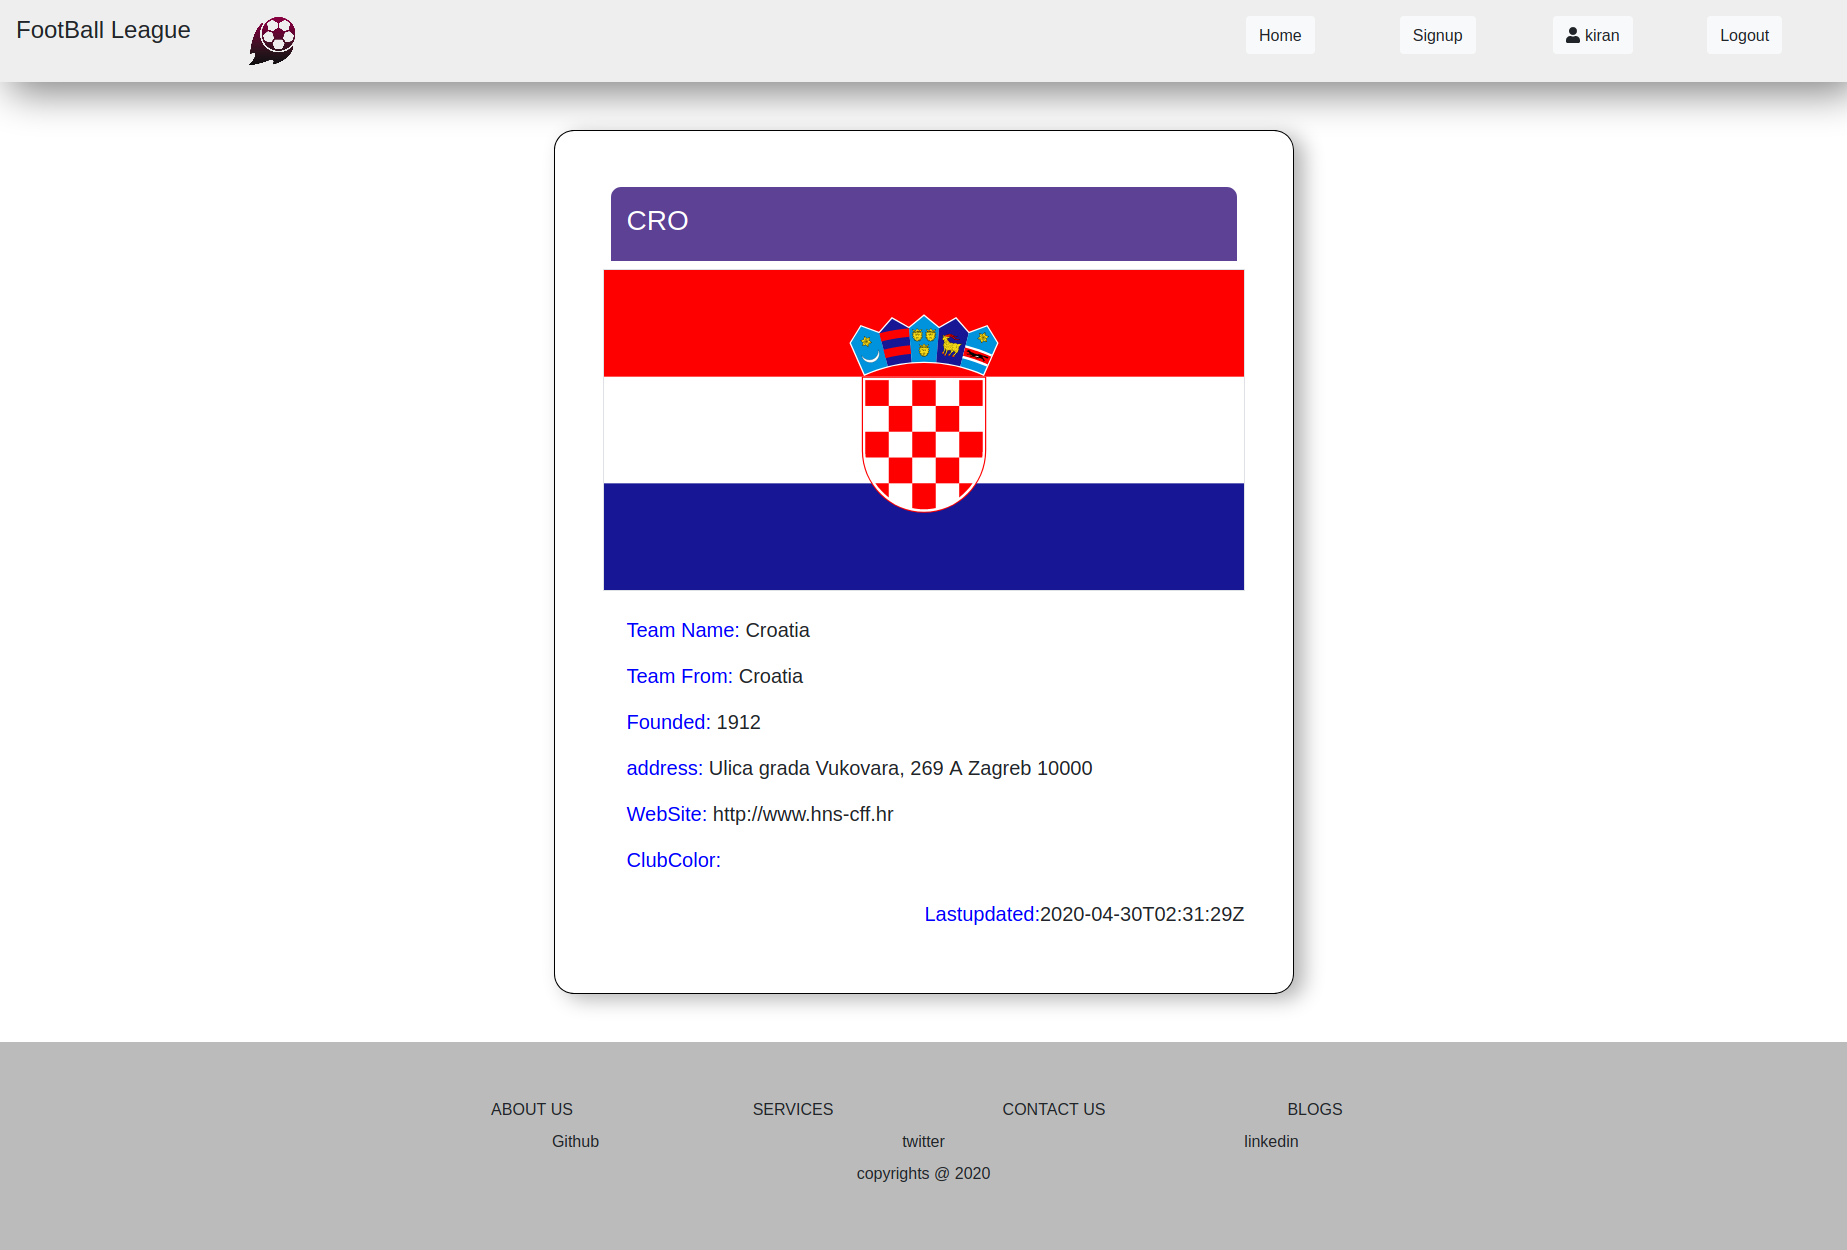 FootBall League
Home
Signup
kiran
Logout
CRO
Team Name: Croatia
Team From: Croatia
Founded: 1912
address: Ulica grada Vukovara, 269 A Zagreb 10000
WebSite: http://www.hns-cff.hr
ClubColor:
Lastupdated:2020-04-30T02:31:29Z
ABOUT US
SERVICES
CONTACT US
BLOGS
Github
twitter
linkedin
copyrights @ 2020